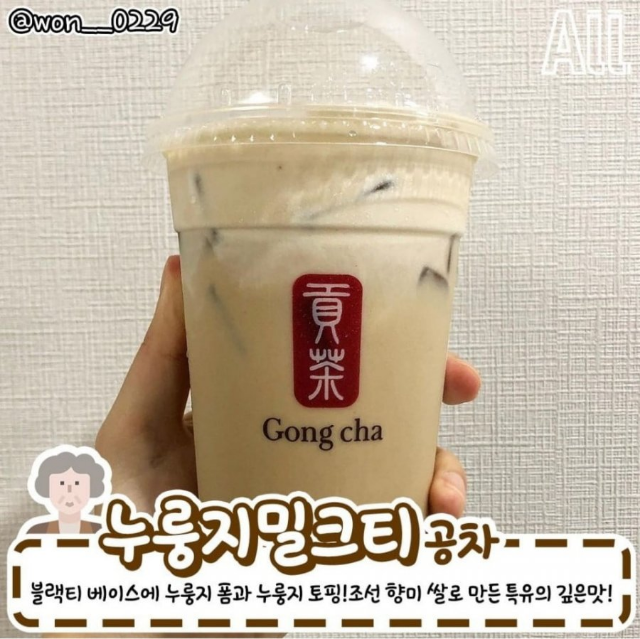 @won__0229
All
貢茶
Gong cha
누룽지밀크티 공차
블랙티 베이스에 누룽지 폼과 누룽지 토핑!조선 향미 쌀로 만든 특유의 깊은맛!